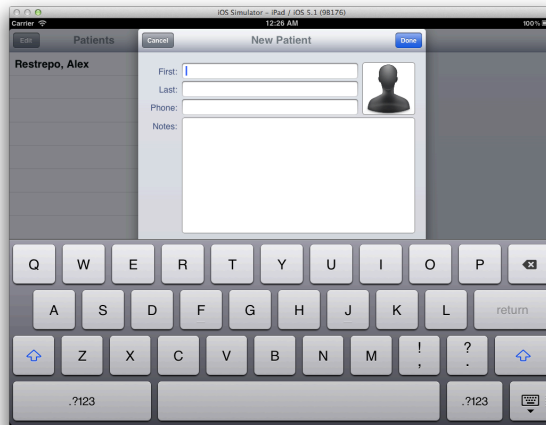 iOS Simulator – iPad / iOS 5.1 (9B176)
Carrier 12:26 AM 100%
Edit Patients Cancel New Patient Done
Restrepo, Alex
First:
Last:
Phone:
Notes:
Q W E R T Y U I O P
A S D F G H J K L return
Z X C V B N M ! , ? .
.?123 .?123